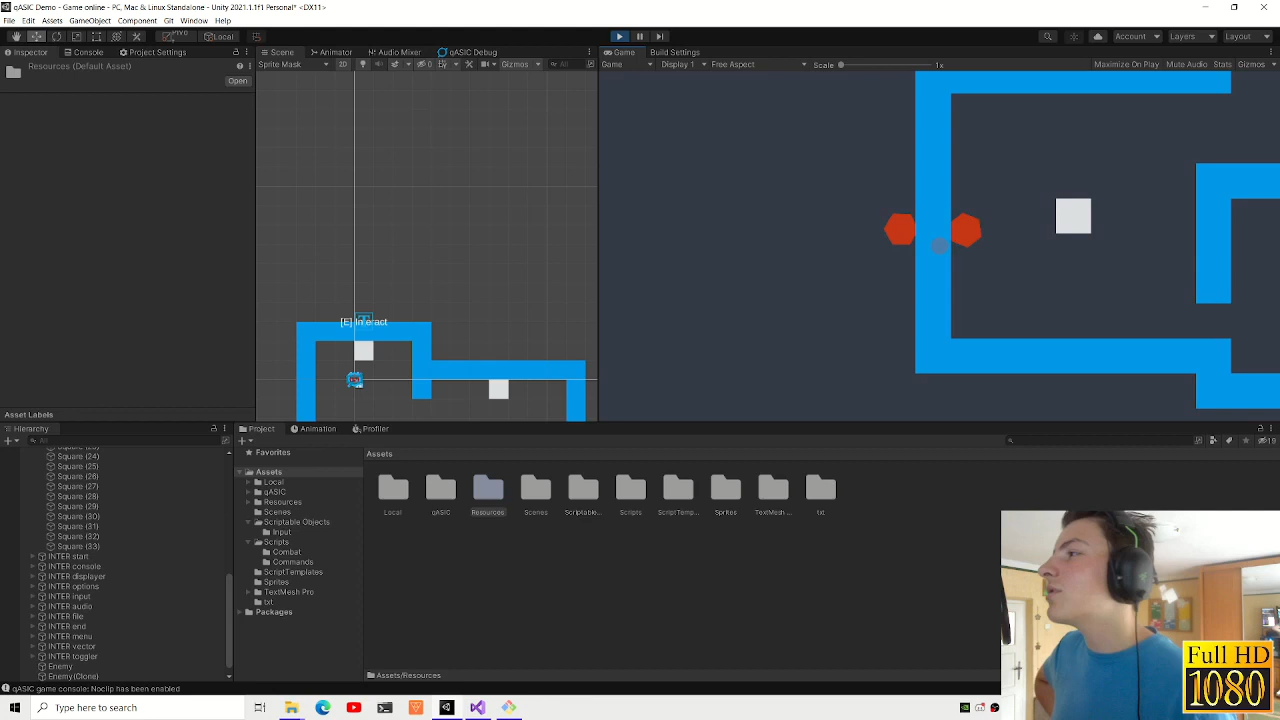 qASIC Demo - Game online - PC, Mac & Linux Standalone - Unity 2021.1.1f1 Personal* <DX11>
File Edit Assets GameObject Component Git Window Help
Local
Account Layers Layout
Inspector Console Project Settings
Resources (Default Asset)
Open
Asset Labels
Scene Animator Audio Mixer qASIC Debug
Sprite Mask 2D 0 Gizmos All
[E] Interact
Game Build Settings
Game Display 1 Free Aspect Scale 1x Maximize On Play Mute Audio Stats Gizmos
Hierarchy
All
Square (24)
Square (25)
Square (26)
Square (27)
Square (28)
Square (29)
Square (30)
Square (31)
Square (32)
Square (33)
INTER start
INTER console
INTER displayer
INTER options
INTER input
INTER audio
INTER file
INTER end
INTER menu
INTER vector
INTER toggler
Enemy
Enemy(Clone)
Project Animation Profiler
19
Favorites
Assets
Local
qASIC
Resources
Scenes
Scriptable Objects
Input
Scripts
Combat
Commands
ScriptTemplates
Sprites
TextMesh Pro
txt
Packages
Assets
Local qASIC Resources Scenes Scriptable... Scripts ScriptTemp... Sprites TextMesh ... txt
Assets/Resources
qASIC game console: Noclip has been enabled
Type here to search
Full HD
1080